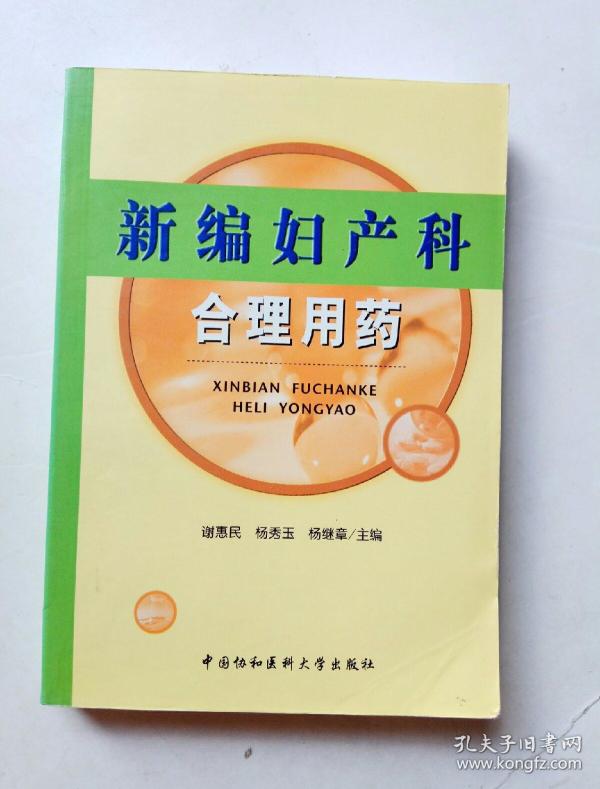 新编妇产科
合理用药
XINBIAN FUCHANKE
HELI YONGYAO
谢惠民 杨秀玉 杨继章/主编
中国协和医科大学出版社
孔夫子旧书网
www.kongfz.com